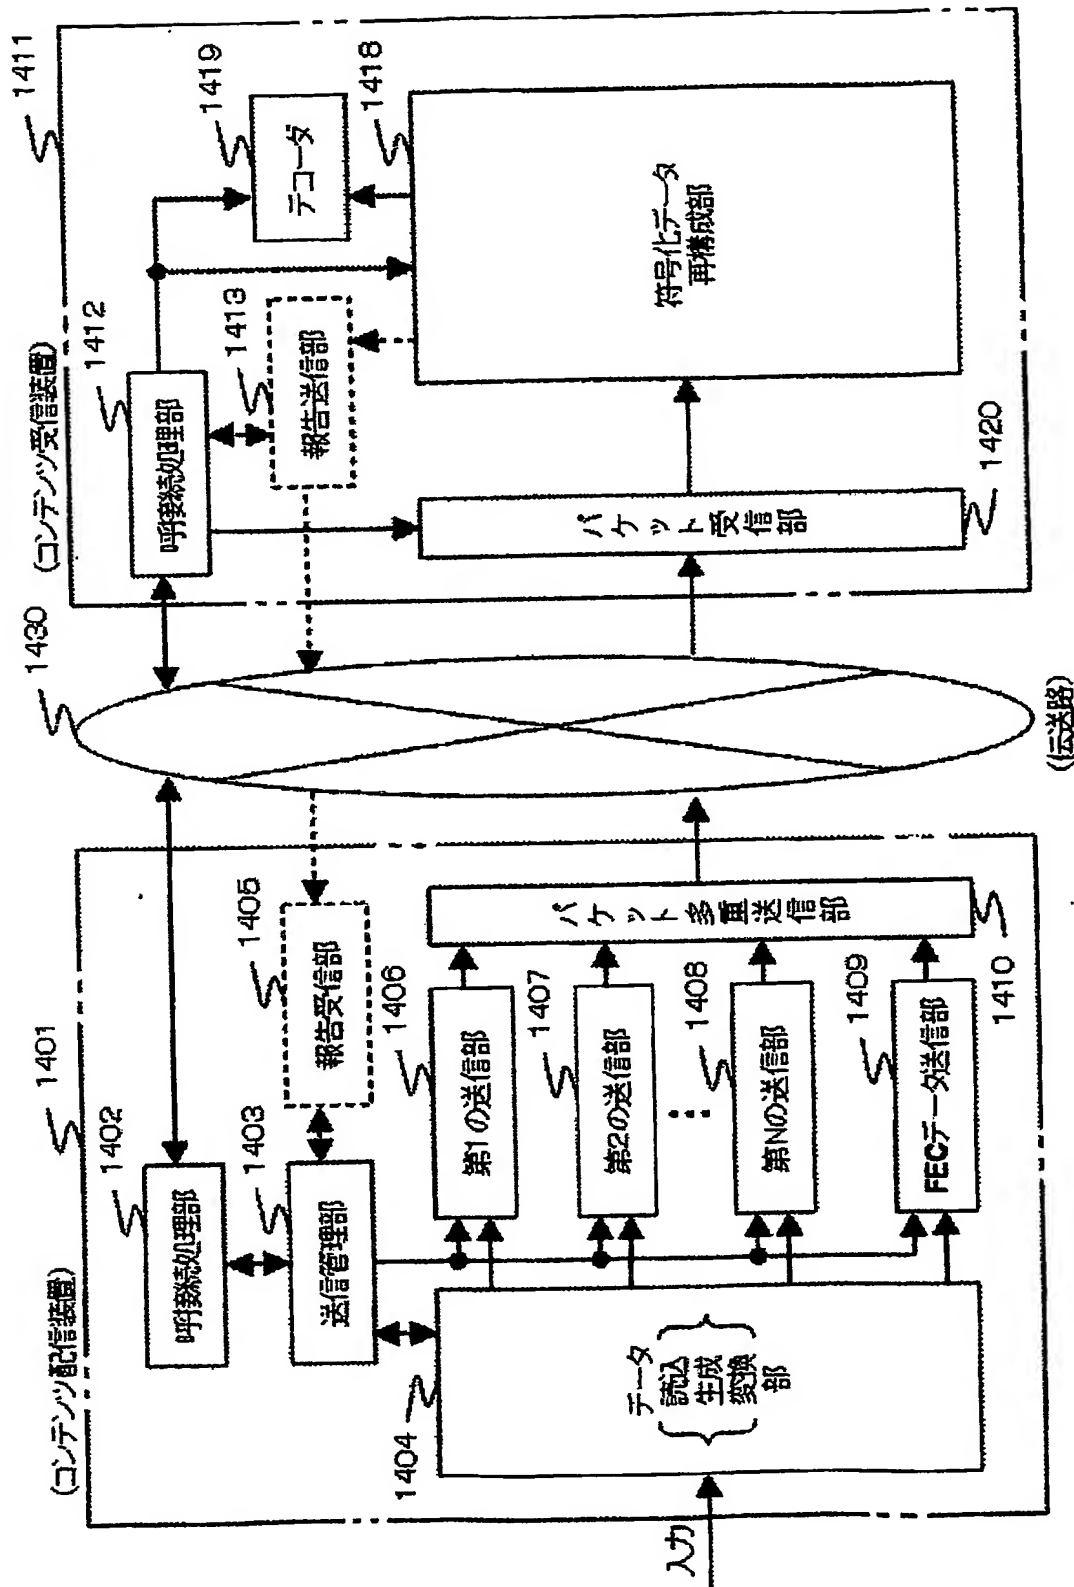 (コンテンツ配信装置)
1401
1402
呼接続処理部
1403
送信管理部
1405
報告受信部
1404
データ
読込
生成
変換
部
入力
1406
第1の送信部
1407
第2の送信部
1408
第Nの送信部
1409
FECデータ送信部
パケット多重送信部
1410
1430
(伝送路)
(コンテンツ受信装置)
1411
1412
呼接続処理部
1413
報告送信部
1419
デコーダ
1418
符号化データ
再構成部
パケット受信部
1420